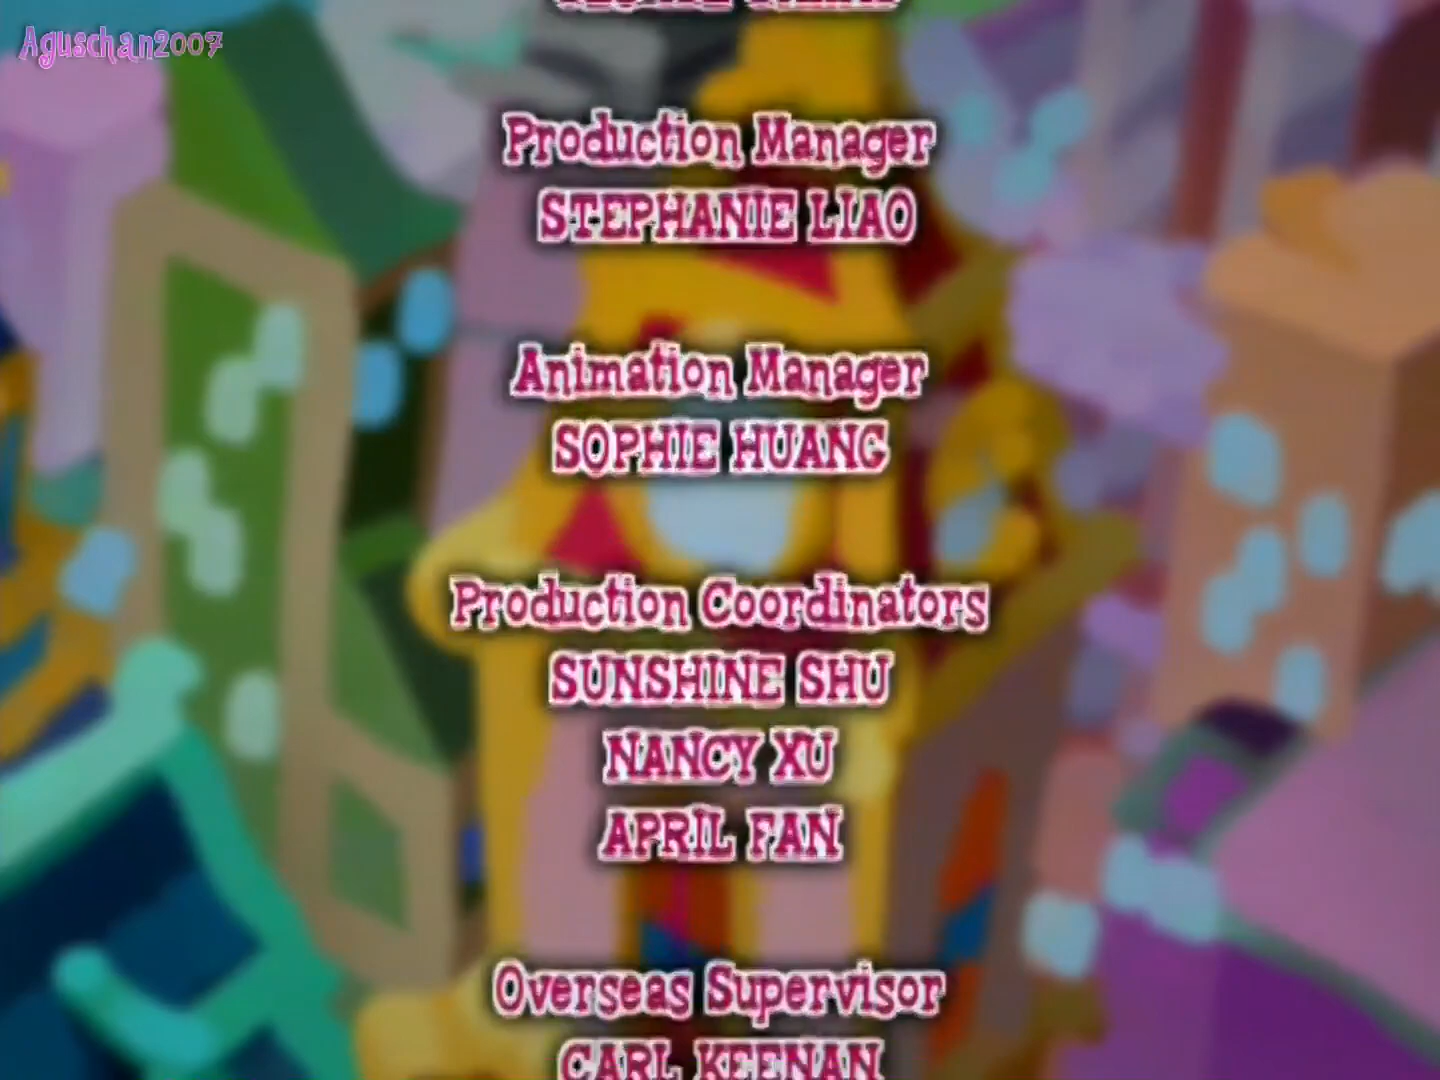 Aguschan2007
Production Manager
STEPHANIE LIAO
Animation Manager
SOPHIE HUANG
Production Coordinators
SUNSHINE SHU
NANCY XU
APRIL FAN
Overseas Supervisor
CARL KEENAN